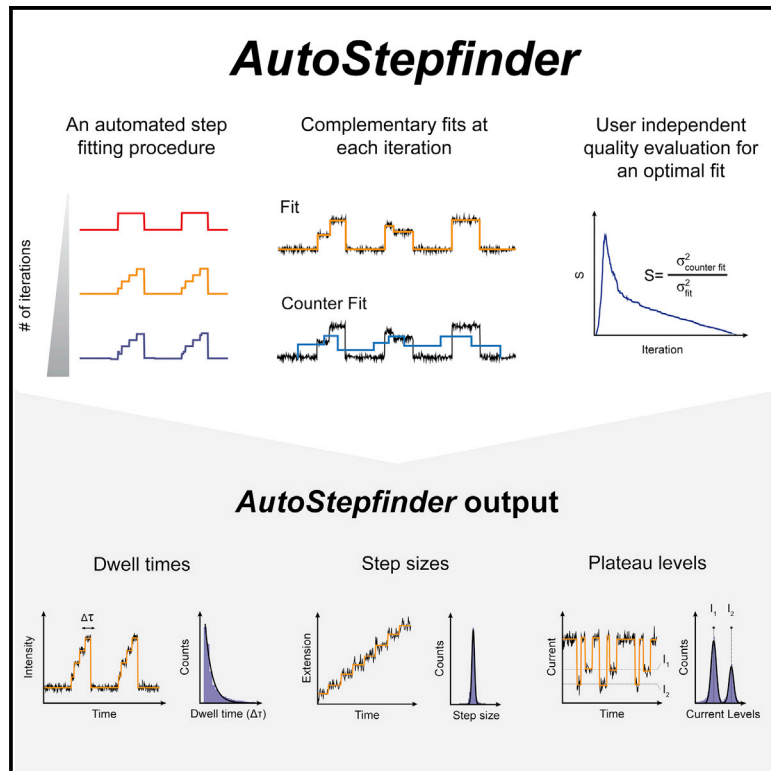 AutoStepfinder
An automated step
fitting procedure
Complementary fits at
each iteration
User independent
quality evaluation for
an optimal fit
# of iterations
Fit
Counter Fit
S
S= σ²counter fit
σ²fit
Iteration
AutoStepfinder output
Dwell times
Step sizes
Plateau levels
Intensity
Δτ
Time
Counts
Dwell time (Δτ)
Extension
Time
Counts
Step size
Current
I₁
I₂
Time
Counts
I₁ I₂
Current Levels